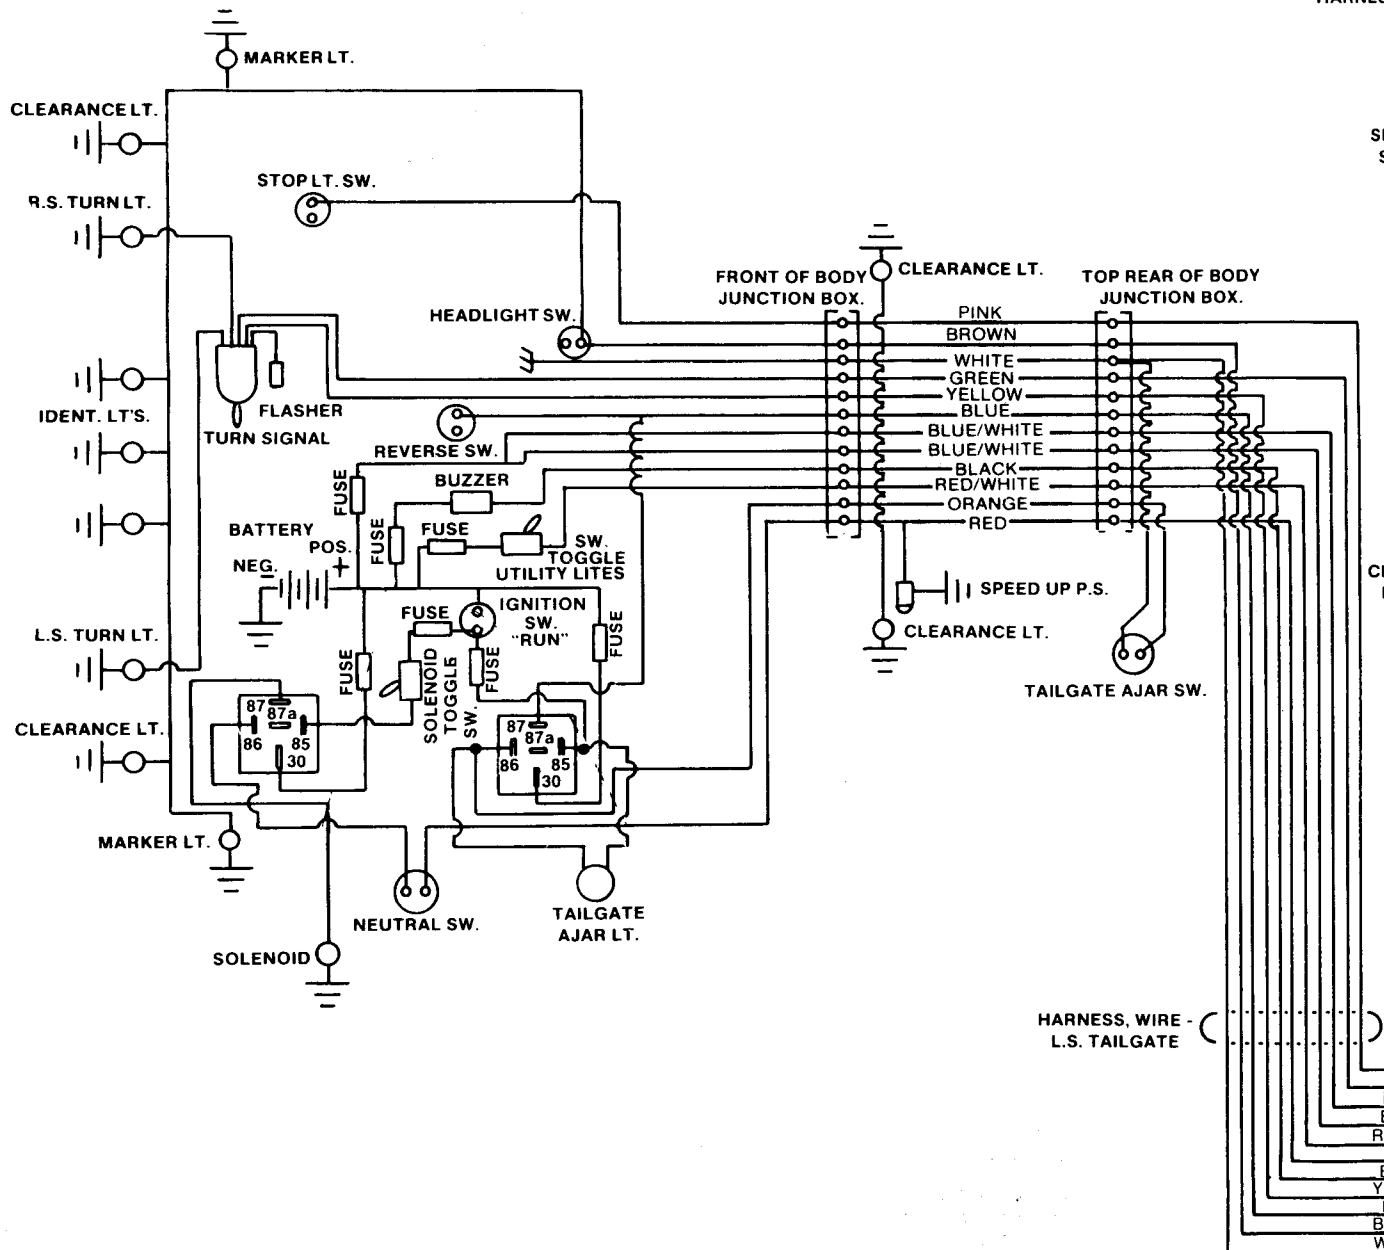 MARKER LT.
CLEARANCE LT.
STOP LT. SW.
R.S. TURN LT.
CLEARANCE LT.
FRONT OF BODY
JUNCTION BOX.
TOP REAR OF BODY
JUNCTION BOX.
HEADLIGHT SW.
PINK
BROWN
WHITE
GREEN
YELLOW
BLUE
BLUE/WHITE
BLUE/WHITE
BLACK
RED/WHITE
ORANGE
RED
IDENT. LT'S.
FLASHER
TURN SIGNAL
REVERSE SW.
FUSE
BUZZER
BATTERY
POS.
+
NEG.
-
FUSE
FUSE
SW.
TOGGLE
UTILITY LITES
FUSE
IGNITION
SW.
"RUN"
FUSE
SPEED UP P.S.
CLEARANCE LT.
L.S. TURN LT.
FUSE
SOLENOID
TOGGLE
SW.
FUSE
TAILGATE AJAR SW.
CLEARANCE LT.
87
87a
86
85
30
87
87a
86
85
30
MARKER LT.
NEUTRAL SW.
TAILGATE
AJAR LT.
SOLENOID
HARNESS, WIRE -
L.S. TAILGATE